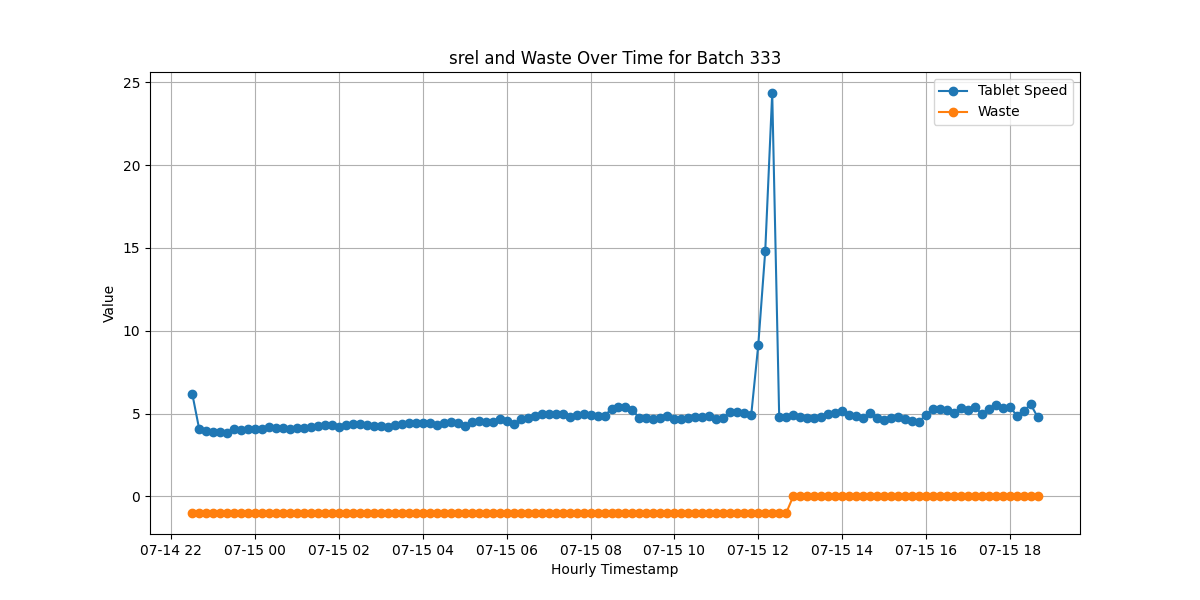 srel and Waste Over Time for Batch 333
Tablet Speed
Waste
25
20
15
10
5
0
Value
07-14 22 07-15 00 07-15 02 07-15 04 07-15 06 07-15 08 07-15 10 07-15 12 07-15 14 07-15 16 07-15 18
Hourly Timestamp